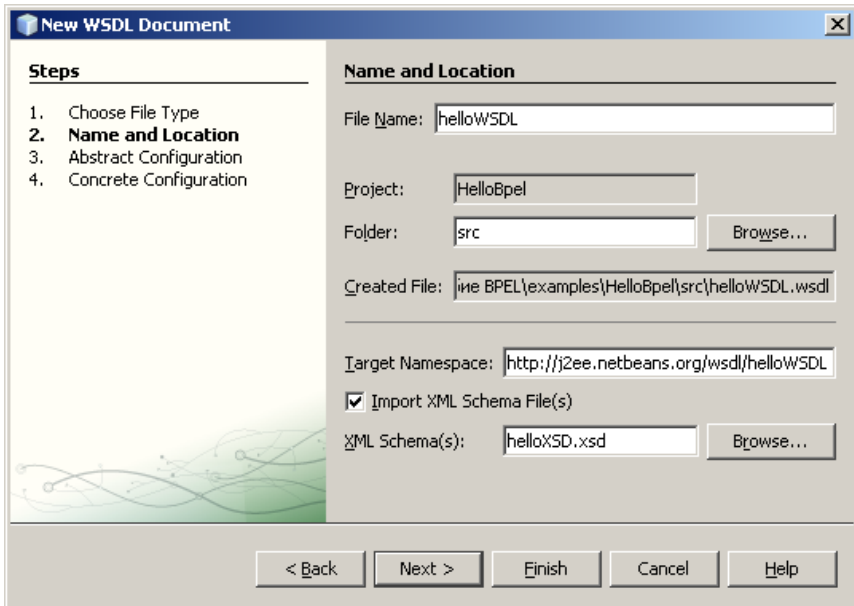 New WSDL Document
Steps
1. Choose File Type
2. Name and Location
3. Abstract Configuration
4. Concrete Configuration
Name and Location
File Name: helloWSDL
Project: HelloBpel
Folder: src Browse...
Created File: ine BPEL\examples\HelloBpel\src\helloWSDL.wsdl
Target Namespace: http://j2ee.netbeans.org/wsdl/helloWSDL
Import XML Schema File(s)
XML Schema(s): helloXSD.xsd Browse...
< Back Next > Finish Cancel Help